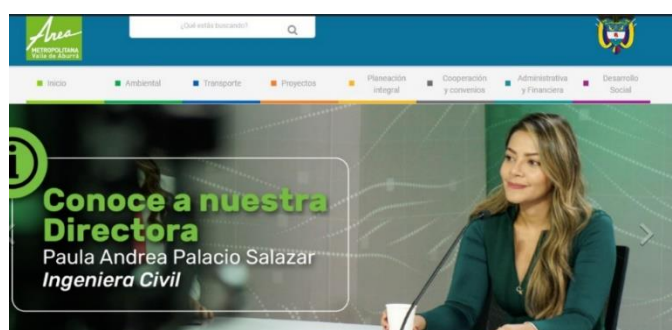 Area
METROPOLITANA
Valle de Aburrá
¿Qué estás buscando?
Inicio
Ambiental
Transporte
Proyectos
Planeación
integral
Cooperación
y convenios
Administrativa
y Financiera
Desarrollo
Social
i
Conoce a nuestra
Directora
Paula Andrea Palacio Salazar
Ingeniera Civil